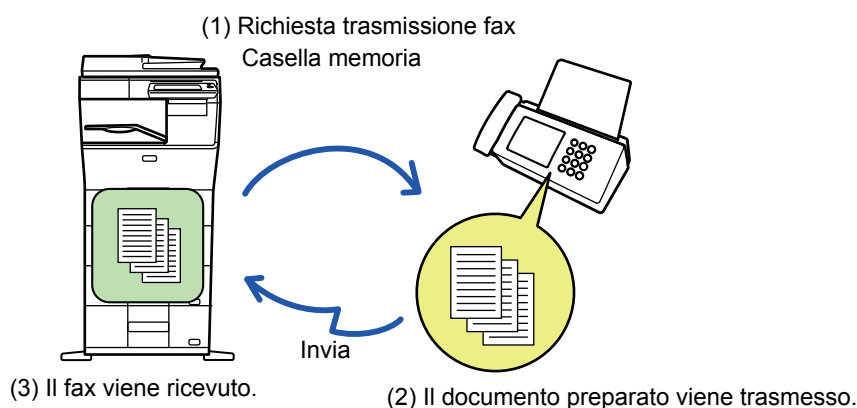 (1) Richiesta trasmissione fax
Casella memoria
Invia
(3) Il fax viene ricevuto.
(2) Il documento preparato viene trasmesso.